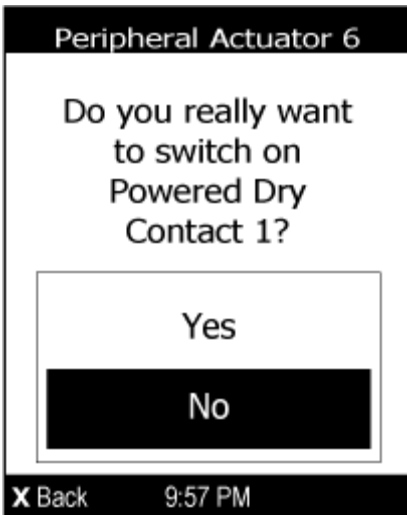 Peripheral Actuator 6
Do you really want
to switch on
Powered Dry
Contact 1?
Yes
No
X Back 9:57 PM